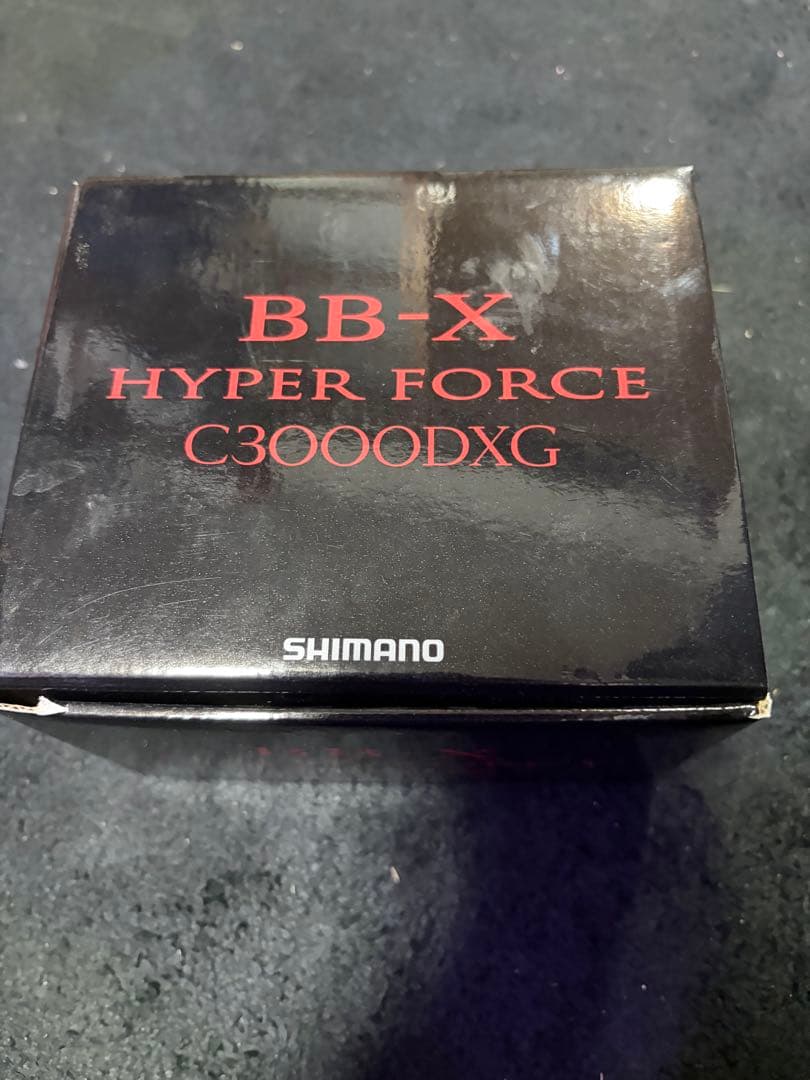 BB-X
HYPER FORCE
C3000DXG
SHIMANO